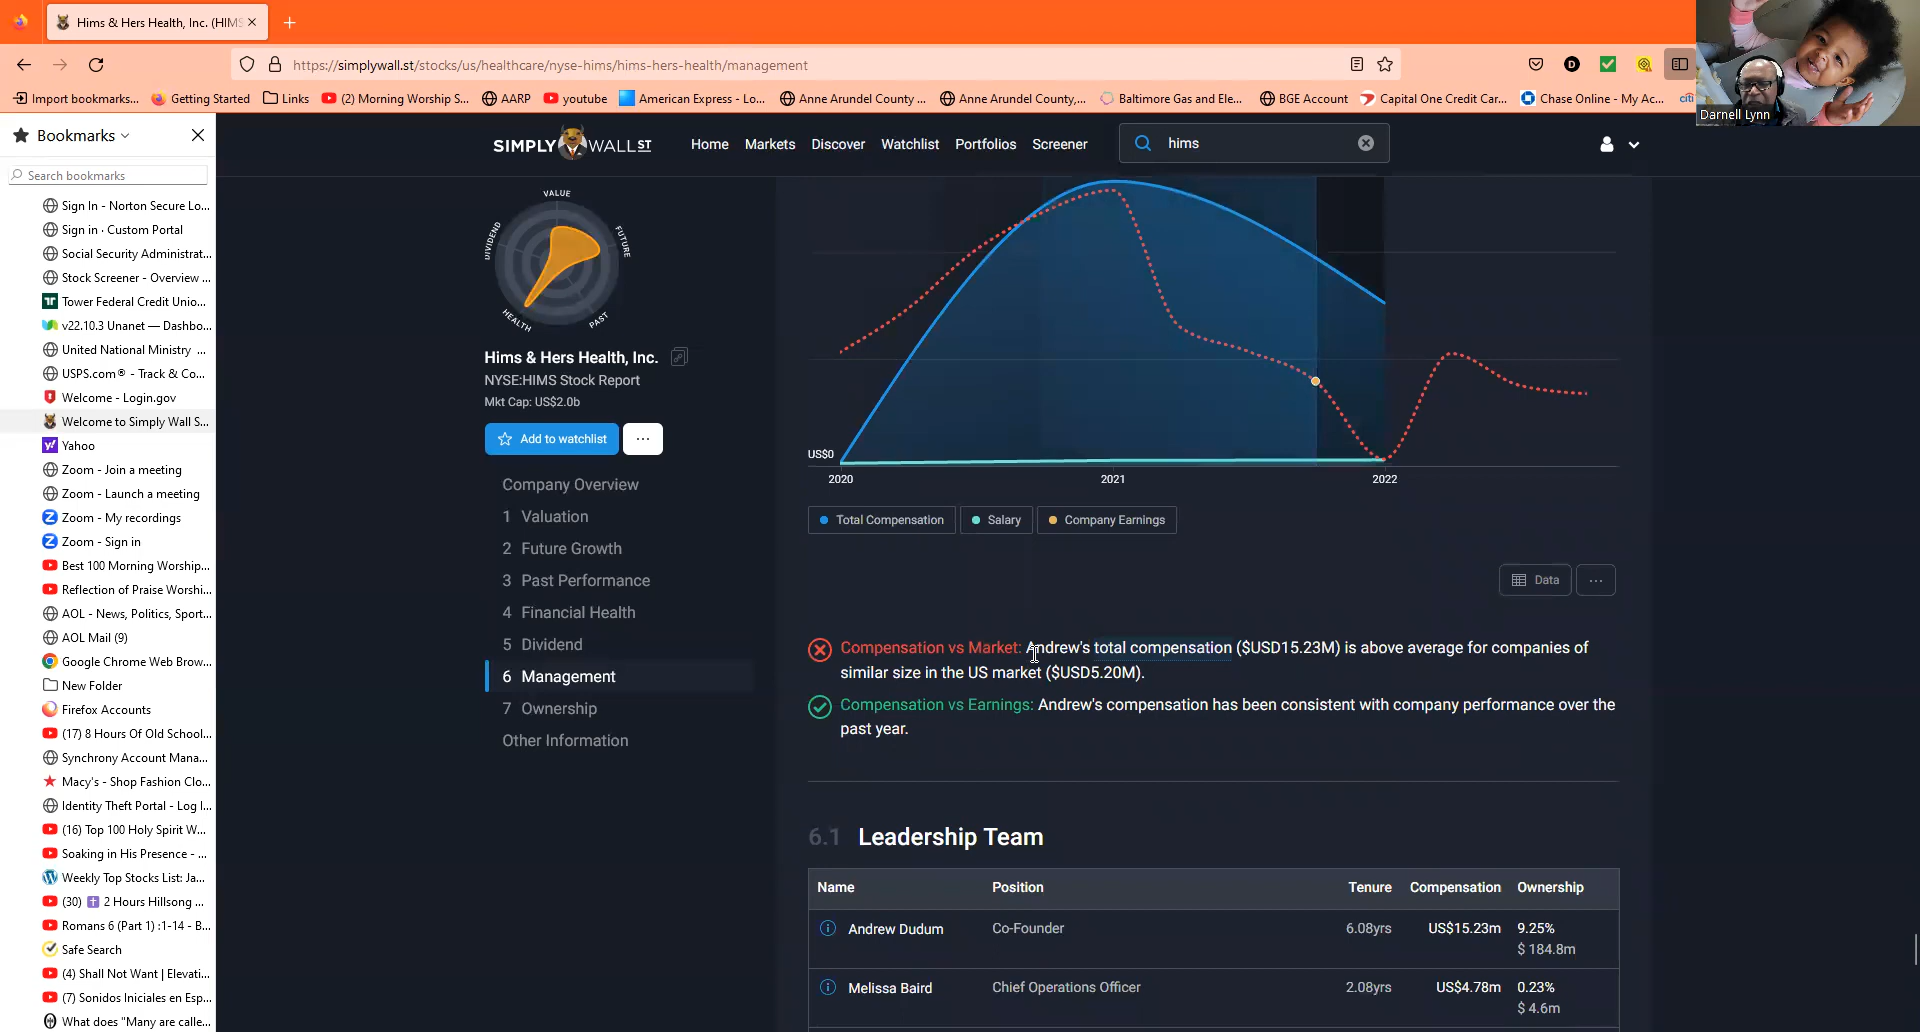 Hims & Hers Health, Inc. (HIMS
https://simplywall.st/stocks/us/healthcare/nyse-hims/hims-hers-health/management
Import bookmarks...
Getting Started
Links
(2) Morning Worship S...
AARP
youtube
American Express - Lo...
Anne Arundel County ...
Anne Arundel County,...
Baltimore Gas and Ele...
BGE Account
Capital One Credit Car...
Chase Online - My Ac...
citi
Darnell Lynn
Bookmarks
Search bookmarks
Sign In - Norton Secure Lo...
Sign in · Custom Portal
Social Security Administrat...
Stock Screener - Overview ...
Tower Federal Credit Unio...
v22.10.3 Unanet — Dashbo...
United National Ministry ...
USPS.com® - Track & Co...
Welcome - Login.gov
Welcome to Simply Wall S...
Yahoo
Zoom - Join a meeting
Zoom - Launch a meeting
Zoom - My recordings
Zoom - Sign in
Best 100 Morning Worship...
Reflection of Praise Worshi...
AOL - News, Politics, Sport...
AOL Mail (9)
Google Chrome Web Brow...
New Folder
Firefox Accounts
(17) 8 Hours Of Old School...
Synchrony Account Mana...
Macy's - Shop Fashion Clo...
Identity Theft Portal - Log I...
(16) Top 100 Holy Spirit W...
Soaking in His Presence - ...
Weekly Top Stocks List: Ja...
(30) ✝ 2 Hours Hillsong ...
Romans 6 (Part 1) :1-14 - B...
Safe Search
(4) Shall Not Want | Elevati...
(7) Sonidos Iniciales en Esp...
What does "Many are calle...
SIMPLY WALL ST
Home
Markets
Discover
Watchlist
Portfolios
Screener
hims
VALUE
FUTURE
PAST
HEALTH
DIVIDEND
Hims & Hers Health, Inc.
NYSE:HIMS Stock Report
Mkt Cap: US$2.0b
Add to watchlist
Company Overview
1 Valuation
2 Future Growth
3 Past Performance
4 Financial Health
5 Dividend
6 Management
7 Ownership
Other Information
US$0
2020
2021
2022
Total Compensation
Salary
Company Earnings
Data
Compensation vs Market: Andrew's total compensation ($USD15.23M) is above average for companies of
similar size in the US market ($USD5.20M).
Compensation vs Earnings: Andrew's compensation has been consistent with company performance over the
past year.
6.1 Leadership Team
Name Position Tenure Compensation Ownership
Andrew Dudum Co-Founder 6.08yrs US$15.23m 9.25%
$ 184.8m
Melissa Baird Chief Operations Officer 2.08yrs US$4.78m 0.23%
$ 4.6m